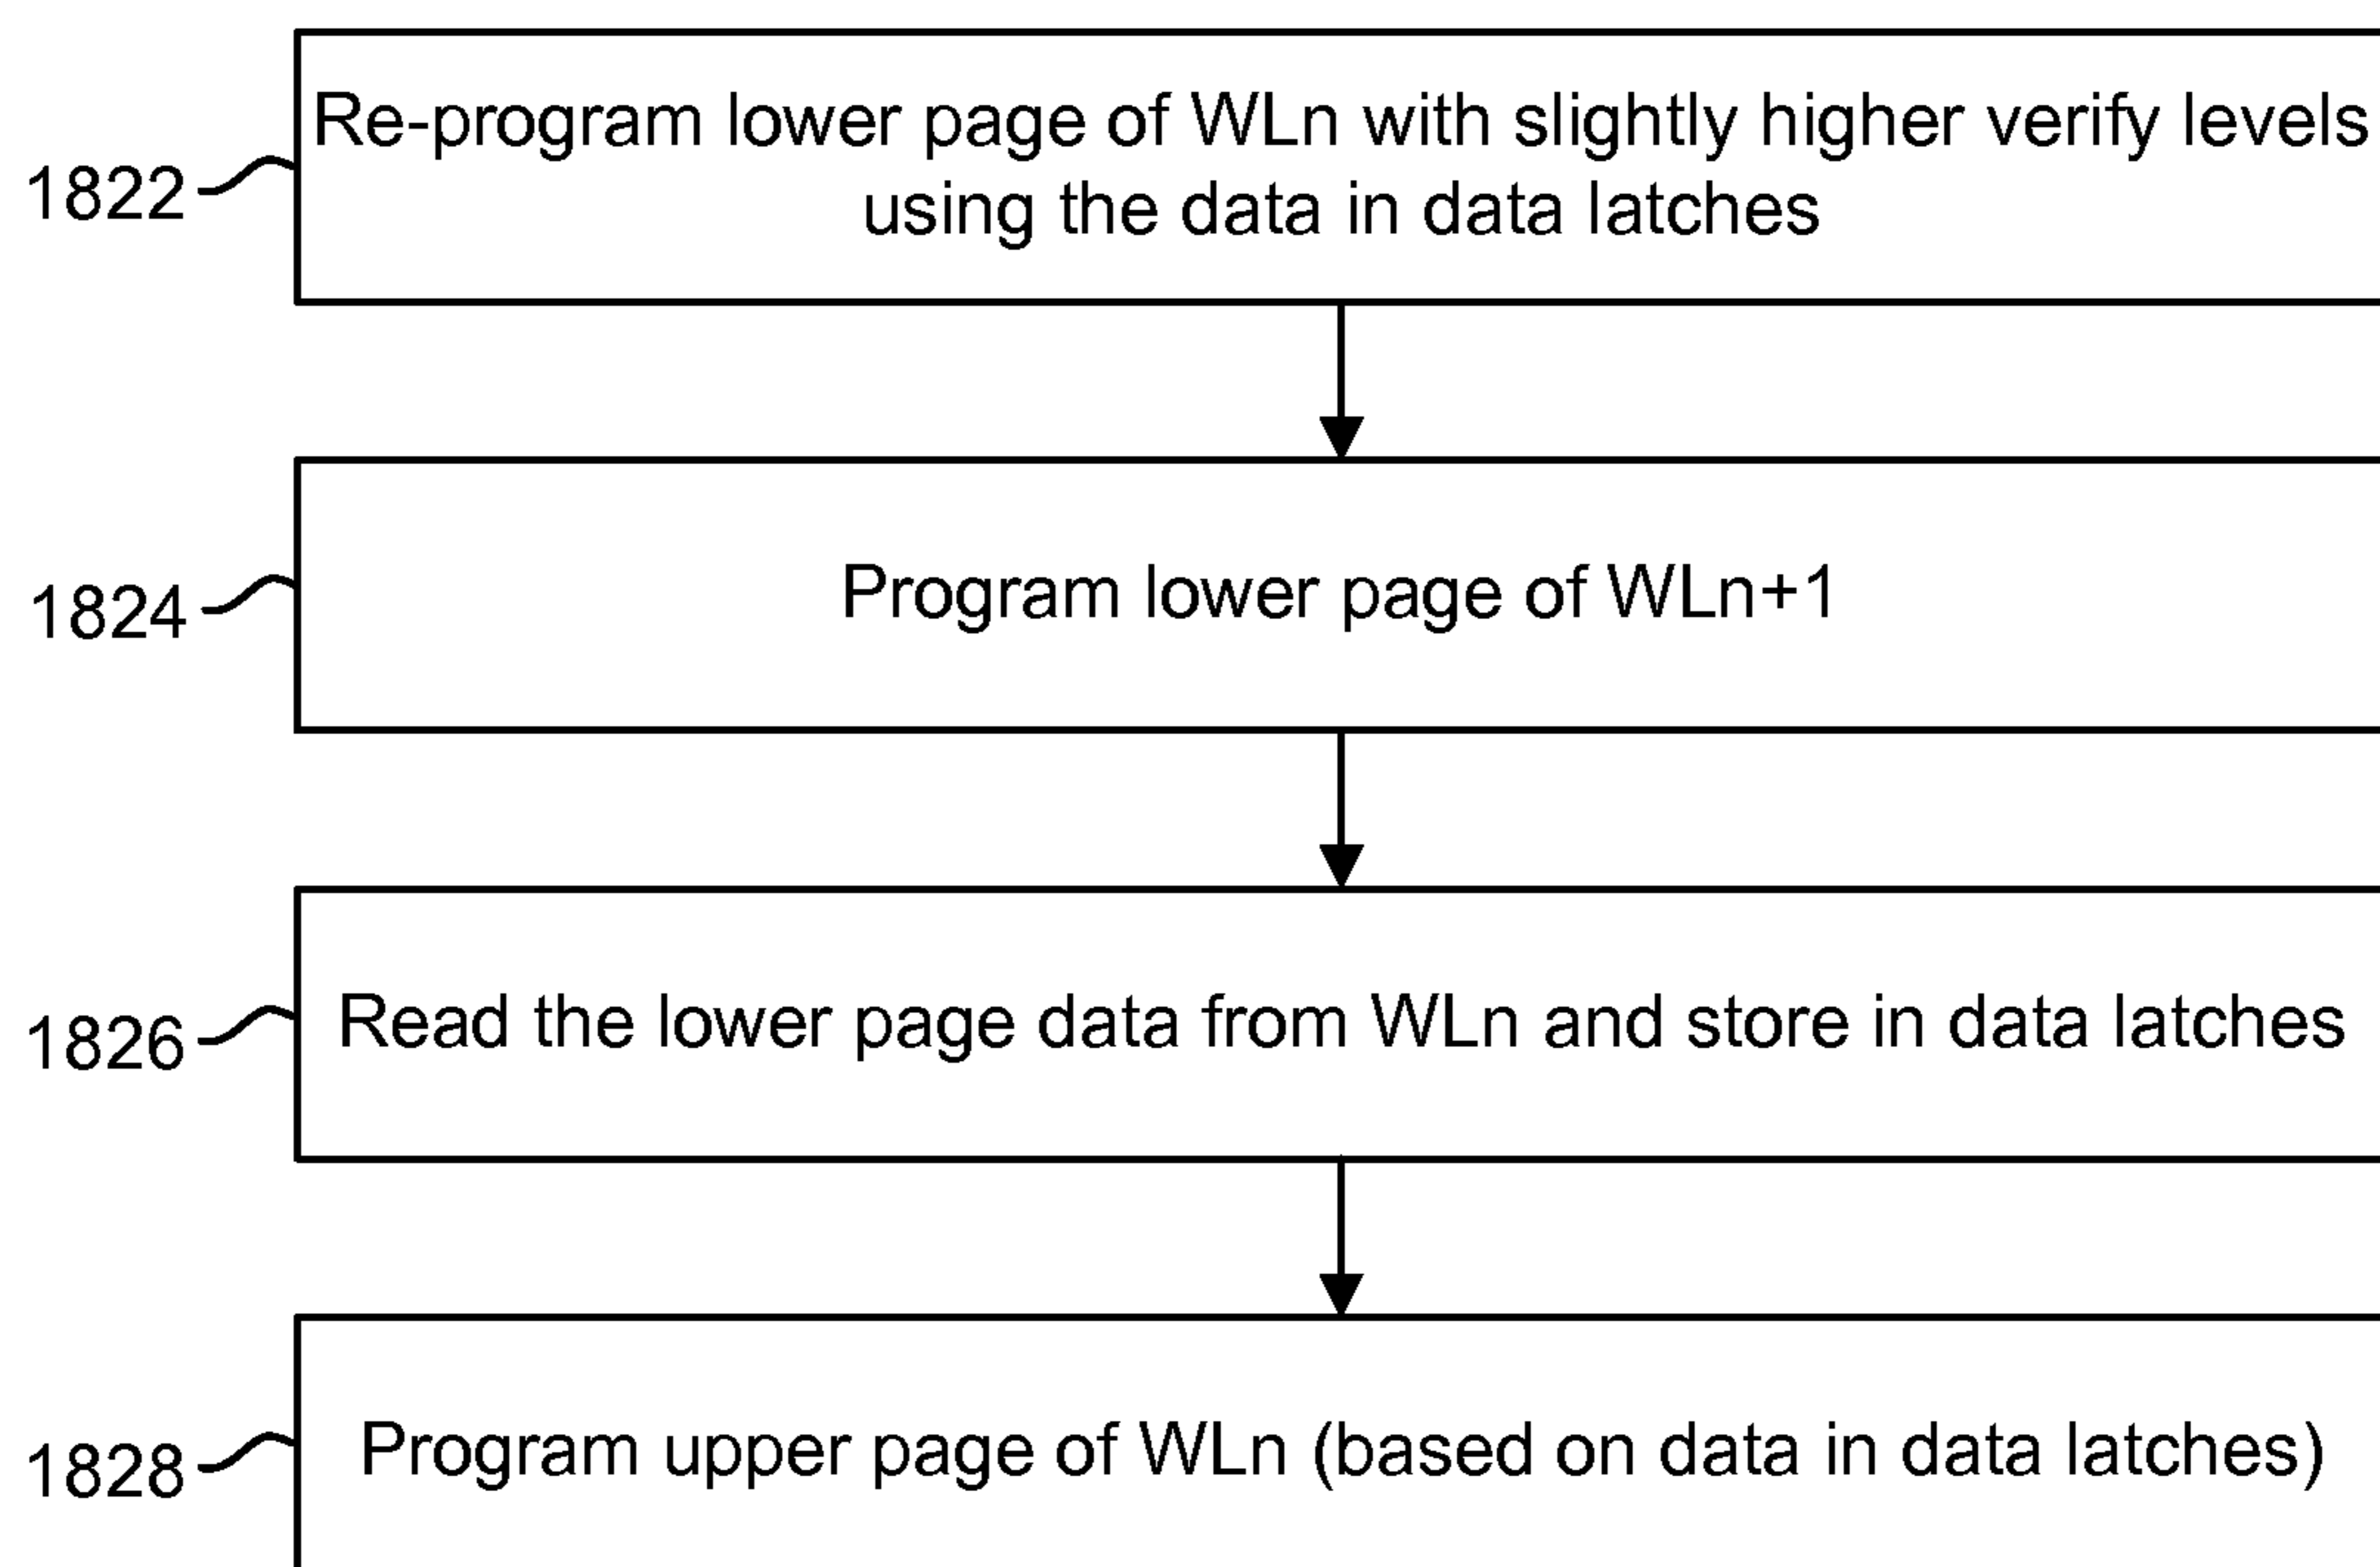 Re-program lower page of WLn with slightly higher verify levels
using the data in data latches
1822
Program lower page of WLn+1
1824
Read the lower page data from WLn and store in data latches
1826
Program upper page of WLn (based on data in data latches)
1828